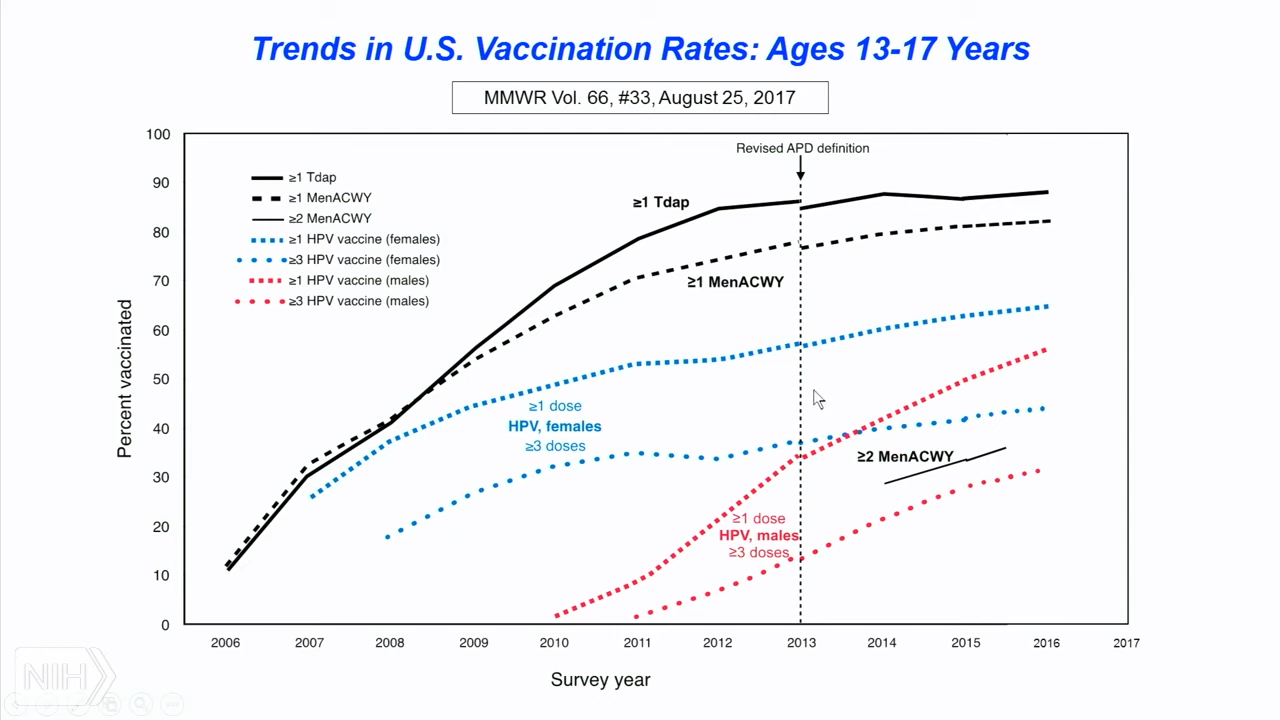 Trends in U.S. Vaccination Rates: Ages 13-17 Years
MMWR Vol. 66, #33, August 25, 2017
Percent vaccinated
100
90
80
70
60
50
40
30
20
10
0
≥1 Tdap
≥1 MenACWY
≥2 MenACWY
≥1 HPV vaccine (females)
≥3 HPV vaccine (females)
≥1 HPV vaccine (males)
≥3 HPV vaccine (males)
Revised APD definition
≥1 Tdap
≥1 MenACWY
≥1 dose
HPV, females
≥3 doses
≥2 MenACWY
≥1 dose
HPV, males
≥3 doses
2006 2007 2008 2009 2010 2011 2012 2013 2014 2015 2016 2017
Survey year
NIH